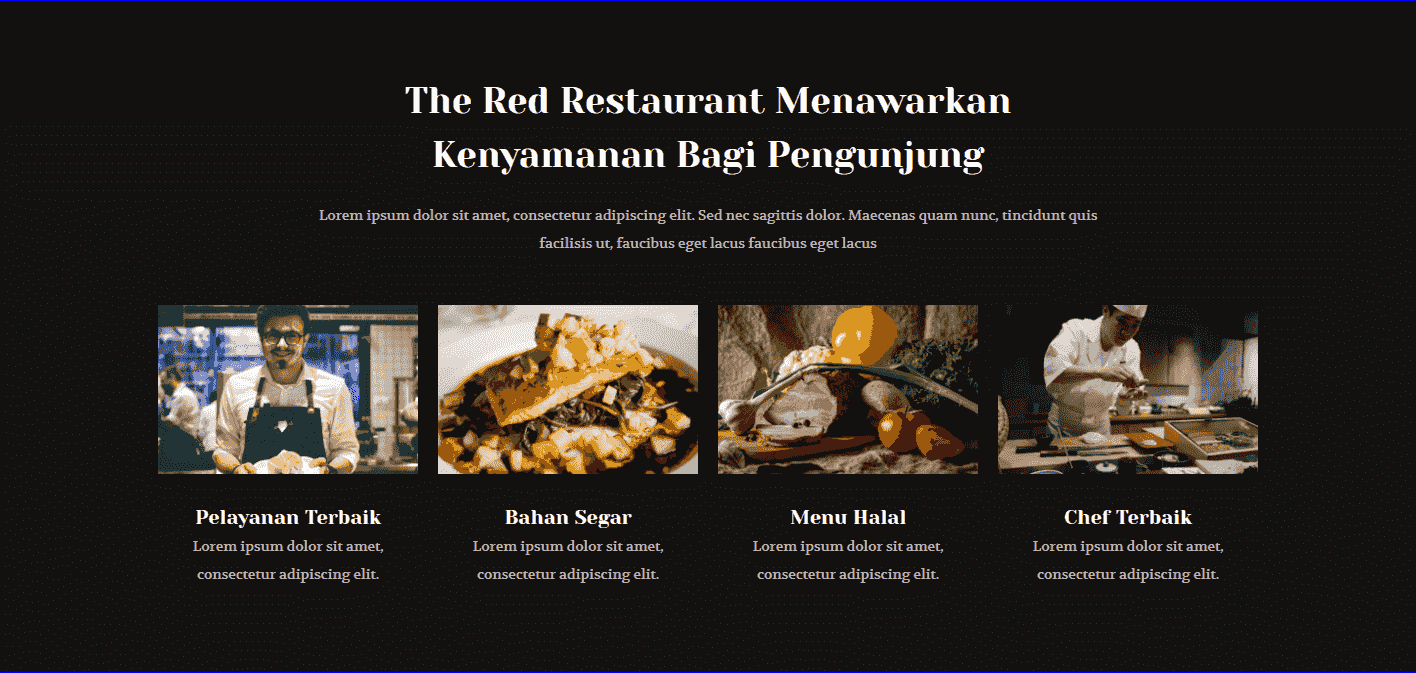 The Red Restaurant Menawarkan
Kenyamanan Bagi Pengunjung
Lorem ipsum dolor sit amet, consectetur adipiscing elit. Sed nec sagittis dolor. Maecenas quam nunc, tincidunt quis
facilisis ut, faucibus eget lacus faucibus eget lacus
Pelayanan Terbaik
Lorem ipsum dolor sit amet,
consectetur adipiscing elit.
Bahan Segar
Lorem ipsum dolor sit amet,
consectetur adipiscing elit.
Menu Halal
Lorem ipsum dolor sit amet,
consectetur adipiscing elit.
Chef Terbaik
Lorem ipsum dolor sit amet,
consectetur adipiscing elit.